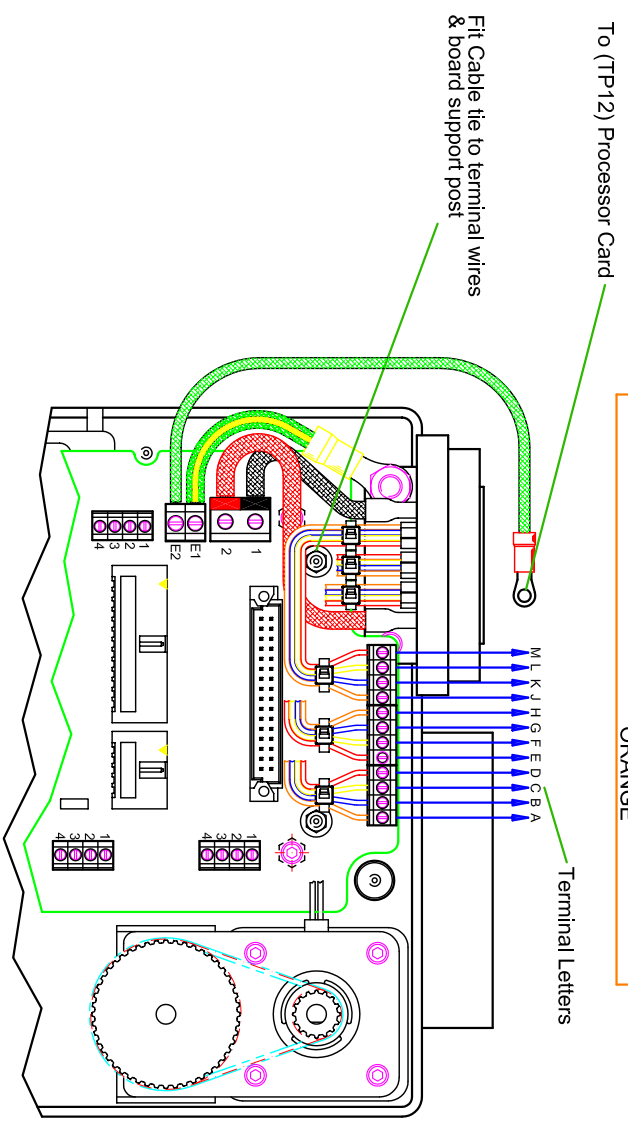 To (TP12) Processor Card
Fit Cable tie to terminal wires
& board support post
Terminal Letters
M
L
K
J
H
G
F
E
D
C
B
A
1
2
E1
E2
1
2
3
4
1
2
3
4
1
2
3
4